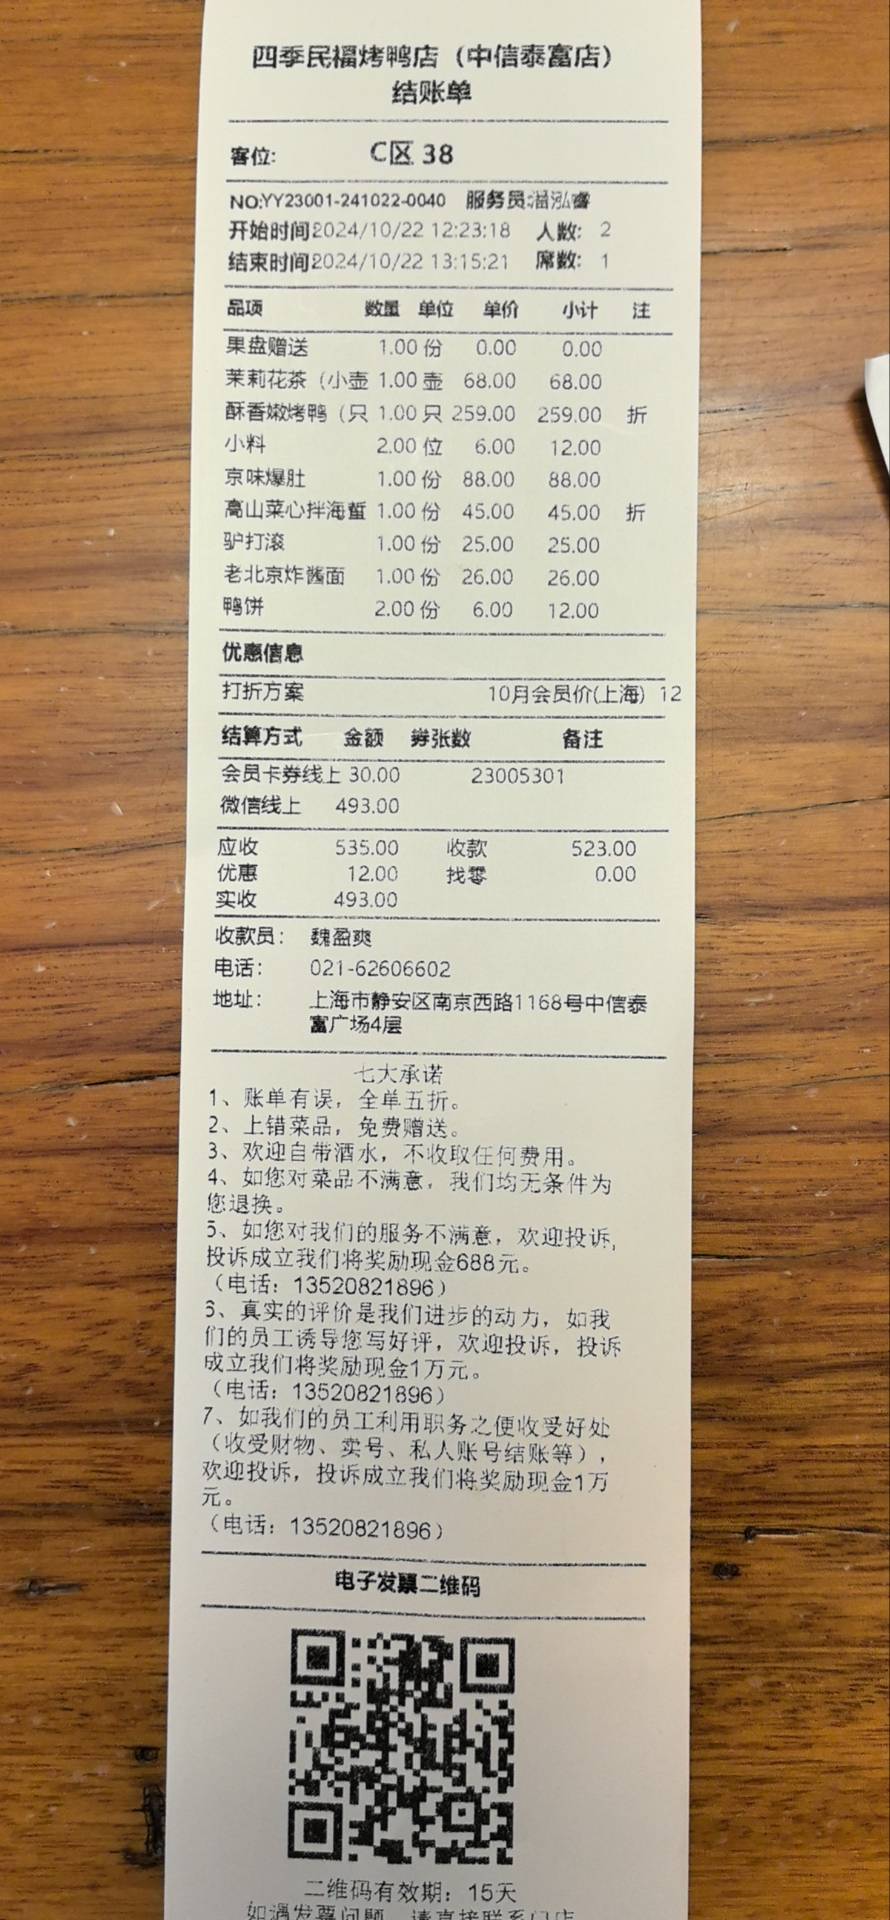 四季民福烤鸭店（中信泰富店）
结账单
客位: C区 38
NO:YY23001-241022-0040 服务员:泓睿
开始时间2024/10/22 12:23:18 人数: 2
结束时间2024/10/22 13:15:21 席数: 1
品项 数量 单位 单价 小计 注
果盘赠送 1.00 份 0.00 0.00
茉莉花茶（小壶 1.00 壶 68.00 68.00
酥香嫩烤鸭（只 1.00 只 259.00 259.00 折
小料 2.00 位 6.00 12.00
京味爆肚 1.00 份 88.00 88.00
高山菜心拌海蜇 1.00 份 45.00 45.00 折
驴打滚 1.00 份 25.00 25.00
老北京炸酱面 1.00 份 26.00 26.00
鸭饼 2.00 份 6.00 12.00
优惠信息
打折方案 10月会员价(上海) 12
结算方式 金额 券张数 备注
会员卡券线上 30.00 23005301
微信线上 493.00
应收 535.00 收款 523.00
优惠 12.00 找零 0.00
实收 493.00
收款员: 魏盈爽
电话: 021-62606602
地址: 上海市静安区南京西路1168号中信泰
富广场4层
七大承诺
1、账单有误，全单五折。
2、上错菜品，免费赠送。
3、欢迎自带酒水，不收取任何费用。
4、如您对菜品不满意，我们均无条件为
您退换。
5、如您对我们的服务不满意，欢迎投诉,
投诉成立我们将奖励现金688元。
（电话：13520821896）
6、真实的评价是我们进步的动力，如我
们的员工诱导您写好评，欢迎投诉，投诉
成立我们将奖励现金1万元。
（电话：13520821896）
7、如我们的员工利用职务之便收受好处
（收受财物、卖号、私人账号结账等），
欢迎投诉，投诉成立我们将奖励现金1万
元。
（电话：13520821896）
电子发票二维码
二维码有效期：15天
如遇发票问题，请直接联系门店